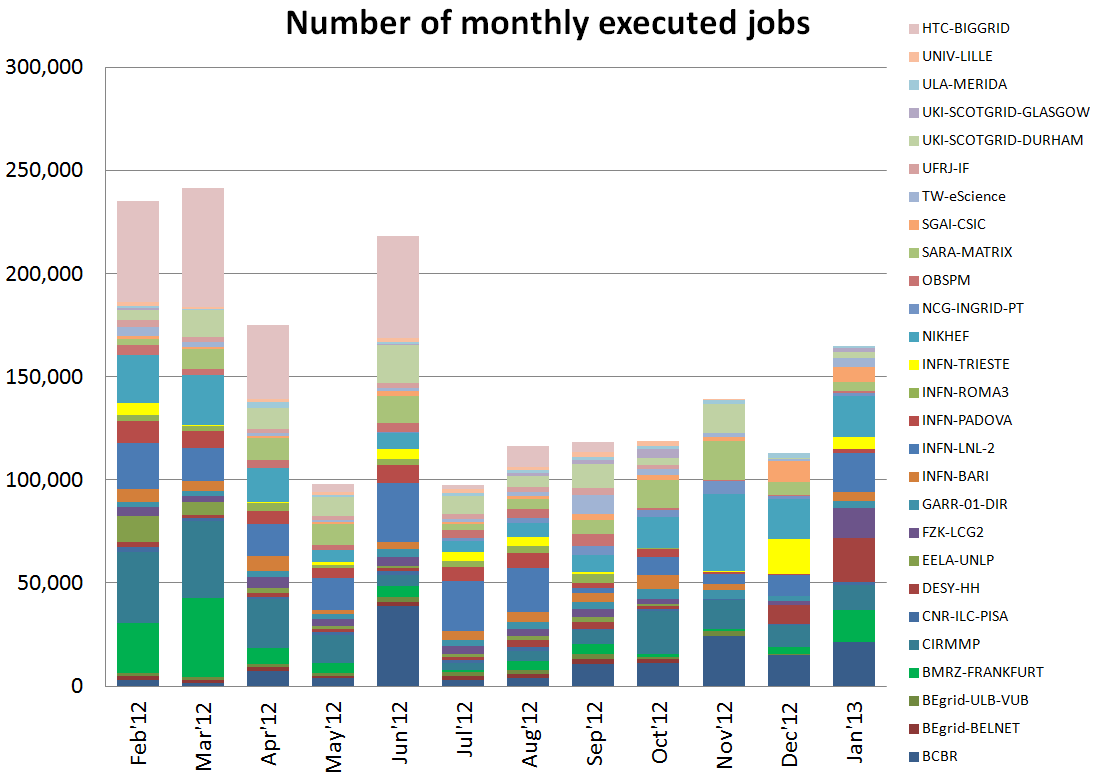 Number of monthly executed jobs
300,000
250,000
200,000
150,000
100,000
50,000
0
Feb'12
Mar'12
Apr'12
May'12
Jun'12
Jul'12
Aug'12
Sep'12
Oct'12
Nov'12
Dec'12
Jan'13
HTC-BIGGRID
UNIV-LILLE
ULA-MERIDA
UKI-SCOTGRID-GLASGOW
UKI-SCOTGRID-DURHAM
UFRJ-IF
TW-eScience
SGAI-CSIC
SARA-MATRIX
OBSPM
NCG-INGRID-PT
NIKHEF
INFN-TRIESTE
INFN-ROMA3
INFN-PADOVA
INFN-LNL-2
INFN-BARI
GARR-01-DIR
FZK-LCG2
EELA-UNLP
DESY-HH
CNR-ILC-PISA
CIRMMP
BMRZ-FRANKFURT
BEgrid-ULB-VUB
BEgrid-BELNET
BCBR